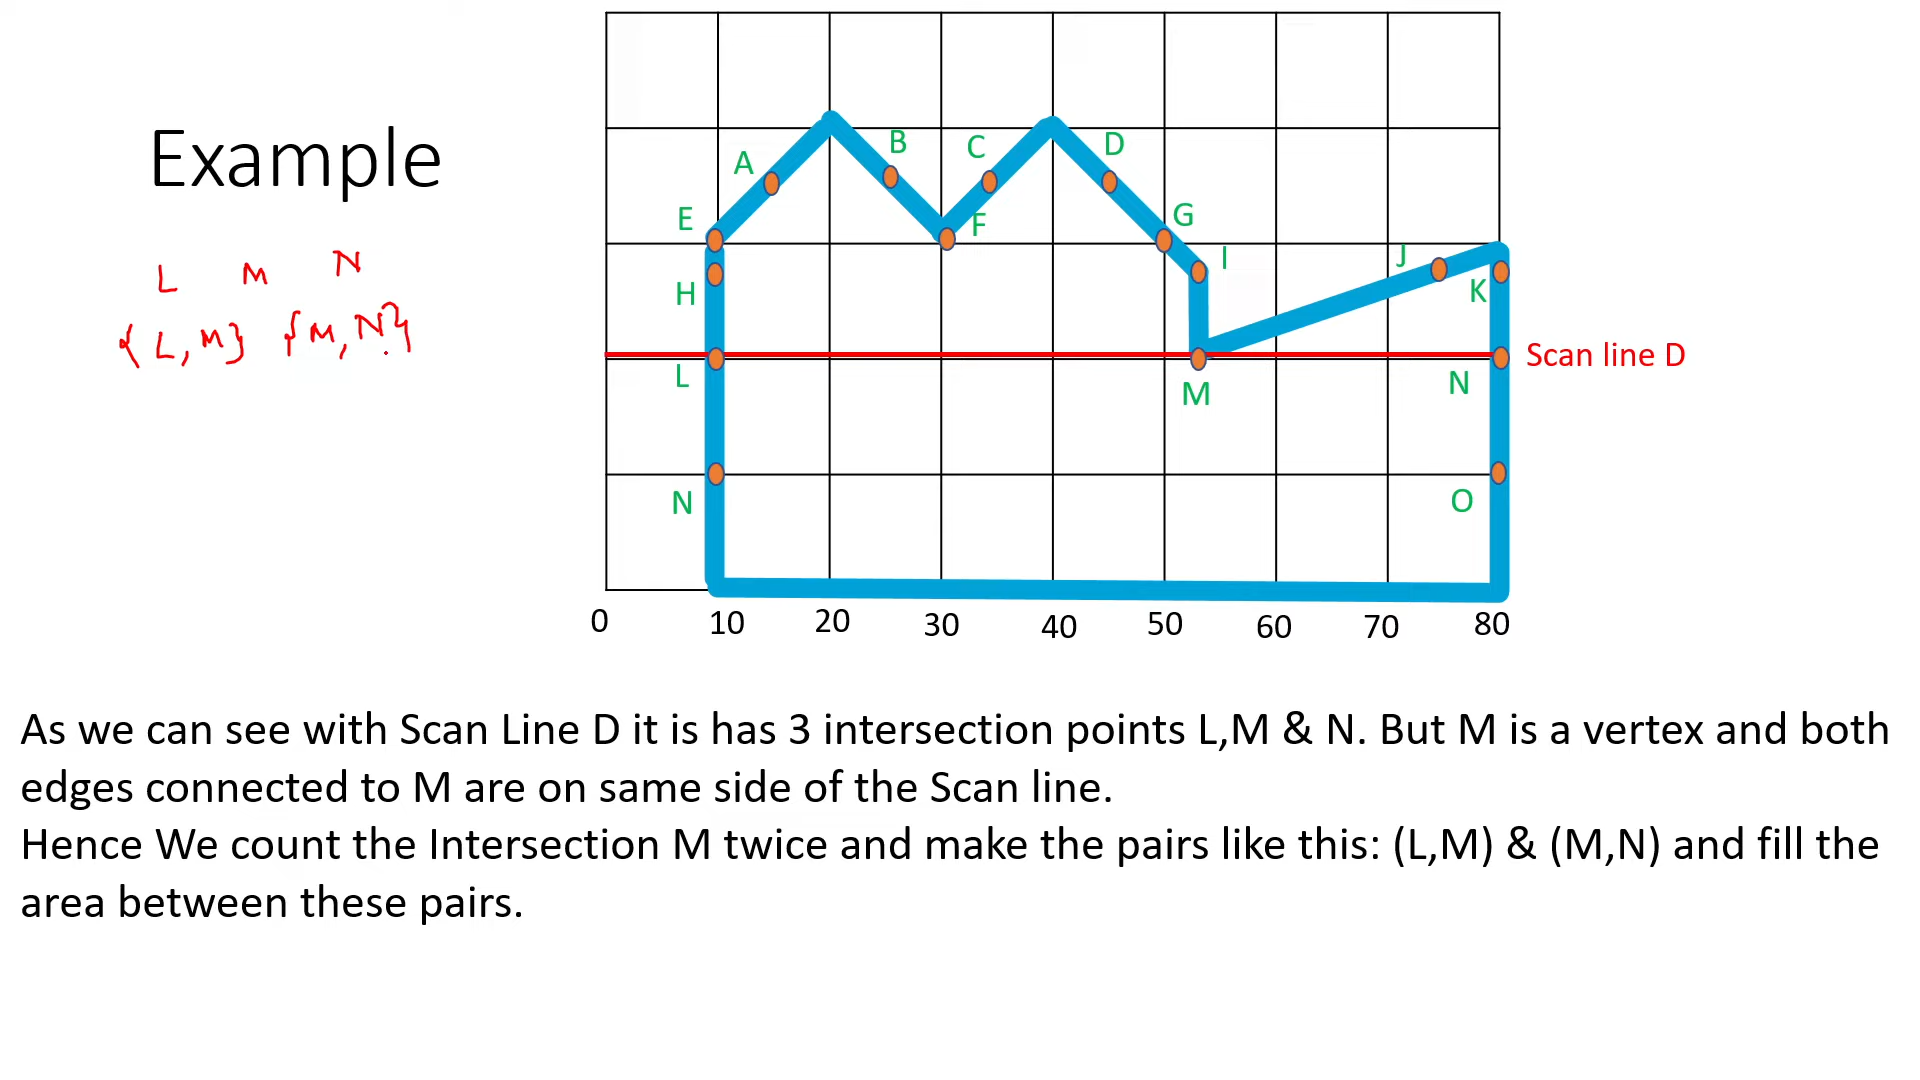 Example
L M N
{L, M} {M, N}
A
B
C
D
E
F
G
H
I
J
K
L
M
N
Scan line D
N
O
0 10 20 30 40 50 60 70 80
As we can see with Scan Line D it is has 3 intersection points L,M & N. But M is a vertex and both
edges connected to M are on same side of the Scan line.
Hence We count the Intersection M twice and make the pairs like this: (L,M) & (M,N) and fill the
area between these pairs.